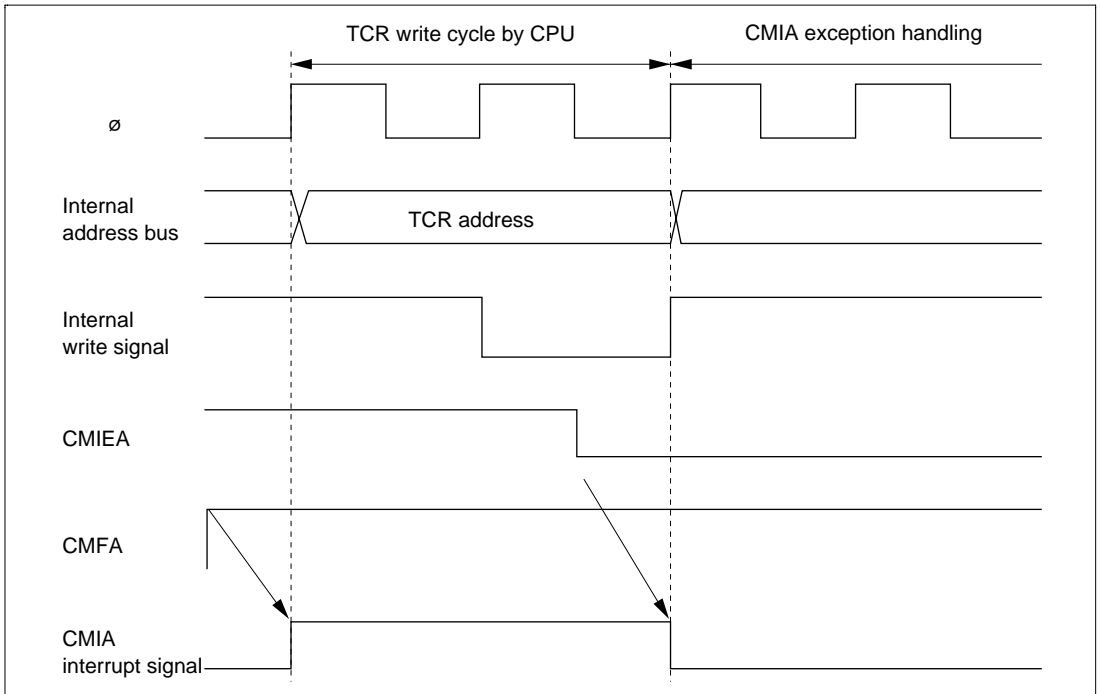 TCR write cycle by CPU
CMIA exception handling
ø
Internal
address bus
TCR address
Internal
write signal
CMIEA
CMFA
CMIA
interrupt signal